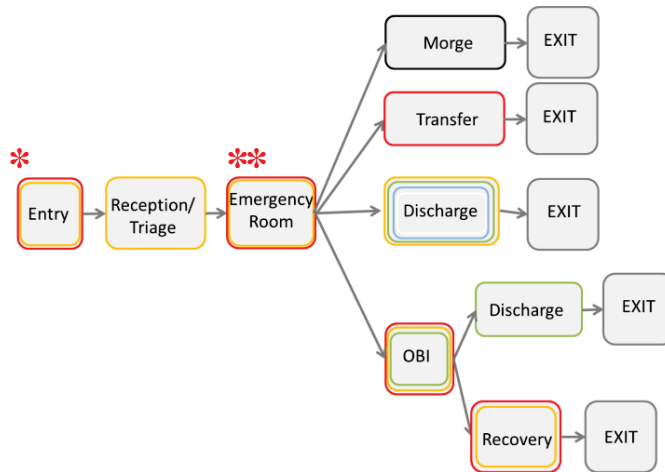 Morge
EXIT
Transfer
EXIT
*
**
Entry
Reception/
Triage
Emergency
Room
Discharge
EXIT
OBI
Discharge
EXIT
Recovery
EXIT